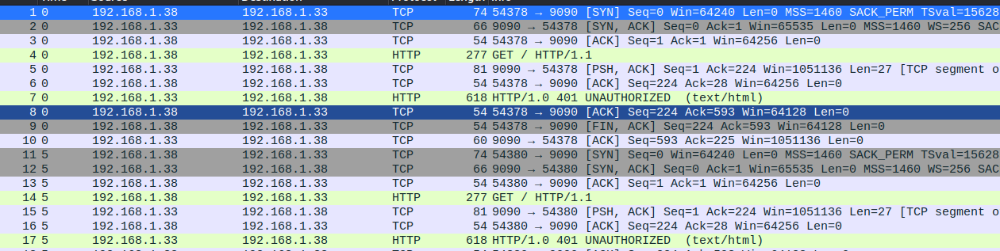 1 0 192.168.1.38 192.168.1.33 TCP 74 54378 → 9090 [SYN] Seq=0 Win=64240 Len=0 MSS=1460 SACK_PERM TSval=15628
2 0 192.168.1.33 192.168.1.38 TCP 66 9090 → 54378 [SYN, ACK] Seq=0 Ack=1 Win=65535 Len=0 MSS=1460 WS=256 SAC
3 0 192.168.1.38 192.168.1.33 TCP 54 54378 → 9090 [ACK] Seq=1 Ack=1 Win=64256 Len=0
4 0 192.168.1.38 192.168.1.33 HTTP 277 GET / HTTP/1.1
5 0 192.168.1.33 192.168.1.38 TCP 81 9090 → 54378 [PSH, ACK] Seq=1 Ack=224 Win=1051136 Len=27 [TCP segment o
6 0 192.168.1.38 192.168.1.33 TCP 54 54378 → 9090 [ACK] Seq=224 Ack=28 Win=64256 Len=0
7 0 192.168.1.33 192.168.1.38 HTTP 618 HTTP/1.0 401 UNAUTHORIZED (text/html)
8 0 192.168.1.38 192.168.1.33 TCP 54 54378 → 9090 [ACK] Seq=224 Ack=593 Win=64128 Len=0
9 0 192.168.1.38 192.168.1.33 TCP 54 54378 → 9090 [FIN, ACK] Seq=224 Ack=593 Win=64128 Len=0
10 0 192.168.1.33 192.168.1.38 TCP 60 9090 → 54378 [ACK] Seq=593 Ack=225 Win=1051136 Len=0
11 5 192.168.1.38 192.168.1.33 TCP 74 54380 → 9090 [SYN] Seq=0 Win=64240 Len=0 MSS=1460 SACK_PERM TSval=15628
12 5 192.168.1.33 192.168.1.38 TCP 66 9090 → 54380 [SYN, ACK] Seq=0 Ack=1 Win=65535 Len=0 MSS=1460 WS=256 SAC
13 5 192.168.1.38 192.168.1.33 TCP 54 54380 → 9090 [ACK] Seq=1 Ack=1 Win=64256 Len=0
14 5 192.168.1.38 192.168.1.33 HTTP 277 GET / HTTP/1.1
15 5 192.168.1.33 192.168.1.38 TCP 81 9090 → 54380 [PSH, ACK] Seq=1 Ack=224 Win=1051136 Len=27 [TCP segment o
16 5 192.168.1.38 192.168.1.33 TCP 54 54380 → 9090 [ACK] Seq=224 Ack=28 Win=64256 Len=0
17 5 192.168.1.33 192.168.1.38 HTTP 618 HTTP/1.0 401 UNAUTHORIZED (text/html)